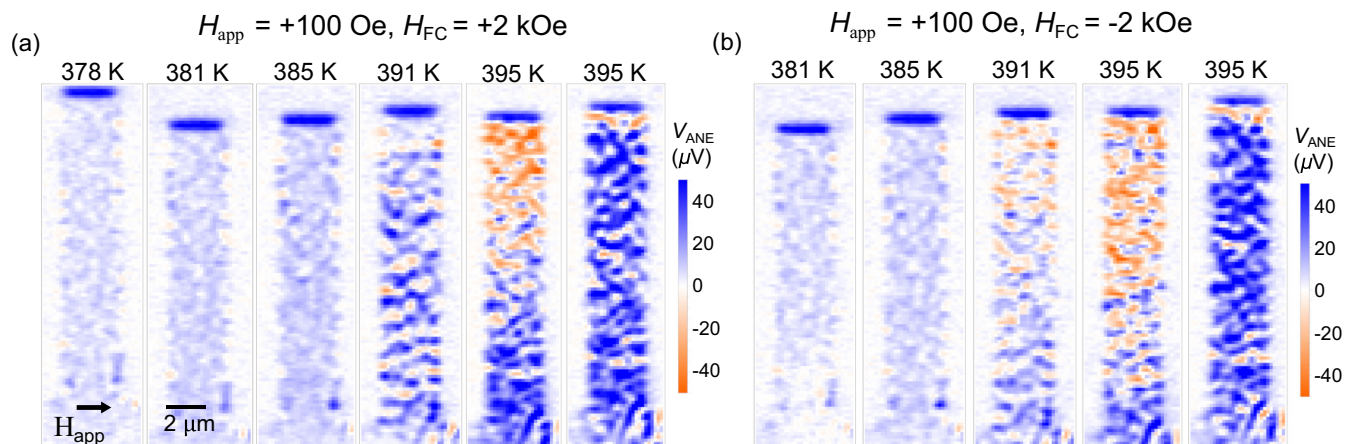 (a)
H_app = +100 Oe, H_FC = +2 kOe
378 K 381 K 385 K 391 K 395 K 395 K
V_ANE
(μV)
40
20
0
-20
-40
H_app
2 μm
(b)
H_app = +100 Oe, H_FC = -2 kOe
381 K 385 K 391 K 395 K 395 K
V_ANE
(μV)
40
20
0
-20
-40